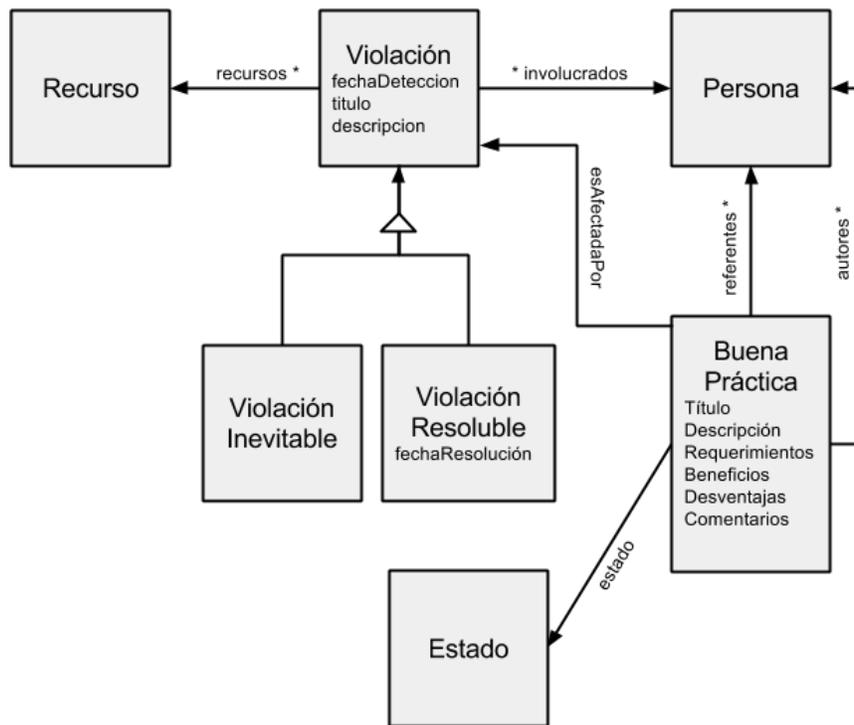 Recurso
recursos *
Violación
fechaDeteccion
titulo
descripcion
* involucrados
Persona
esAfectadaPor
referentes *
autores *
Violación
Inevitable
Violación
Resoluble
fechaResolución
Buena
Práctica
Título
Descripción
Requerimientos
Beneficios
Desventajas
Comentarios
estado
Estado